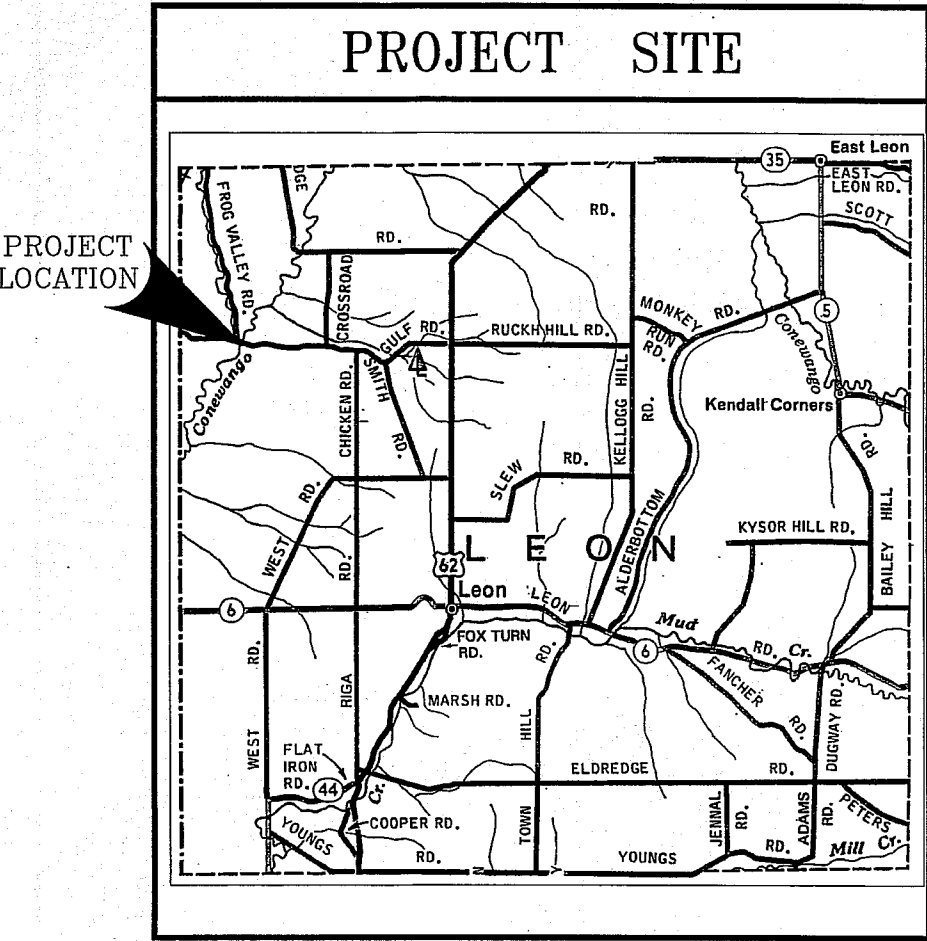 PROJECT SITE
PROJECT
LOCATION
35
East Leon
EAST
LEON RD.
SCOTT
FROG VALLEY RD.
DGE
RD.
RD.
CROSSROAD
GULF RD.
RUCKH HILL RD.
MONKEY RD.
RUN
RD.
5
Conewango
Conewango
SMITH
RD.
CHICKEN RD.
KELLOGG HILL
RD.
Kendall Corners
RD.
SLEW RD.
WEST RD.
RD.
ALDERBOTTOM
KYSOR HILL RD.
BAILEY HILL
LEON
62
Leon
LEON
6
FOX TURN
RD.
Mud
RD. Cr.
6
FANCHER
RD.
DUGWAY RD.
WEST RD.
RIGA
MARSH RD.
HILL RD.
TOWN
FLAT
IRON
RD.
44
Cr.
ELDREDGE RD.
COOPER RD.
YOUNGS
RD.
YOUNGS
JENNAL
RD.
RD.
ADAMS
RD.
PETERS
Mill Cr.
N Y